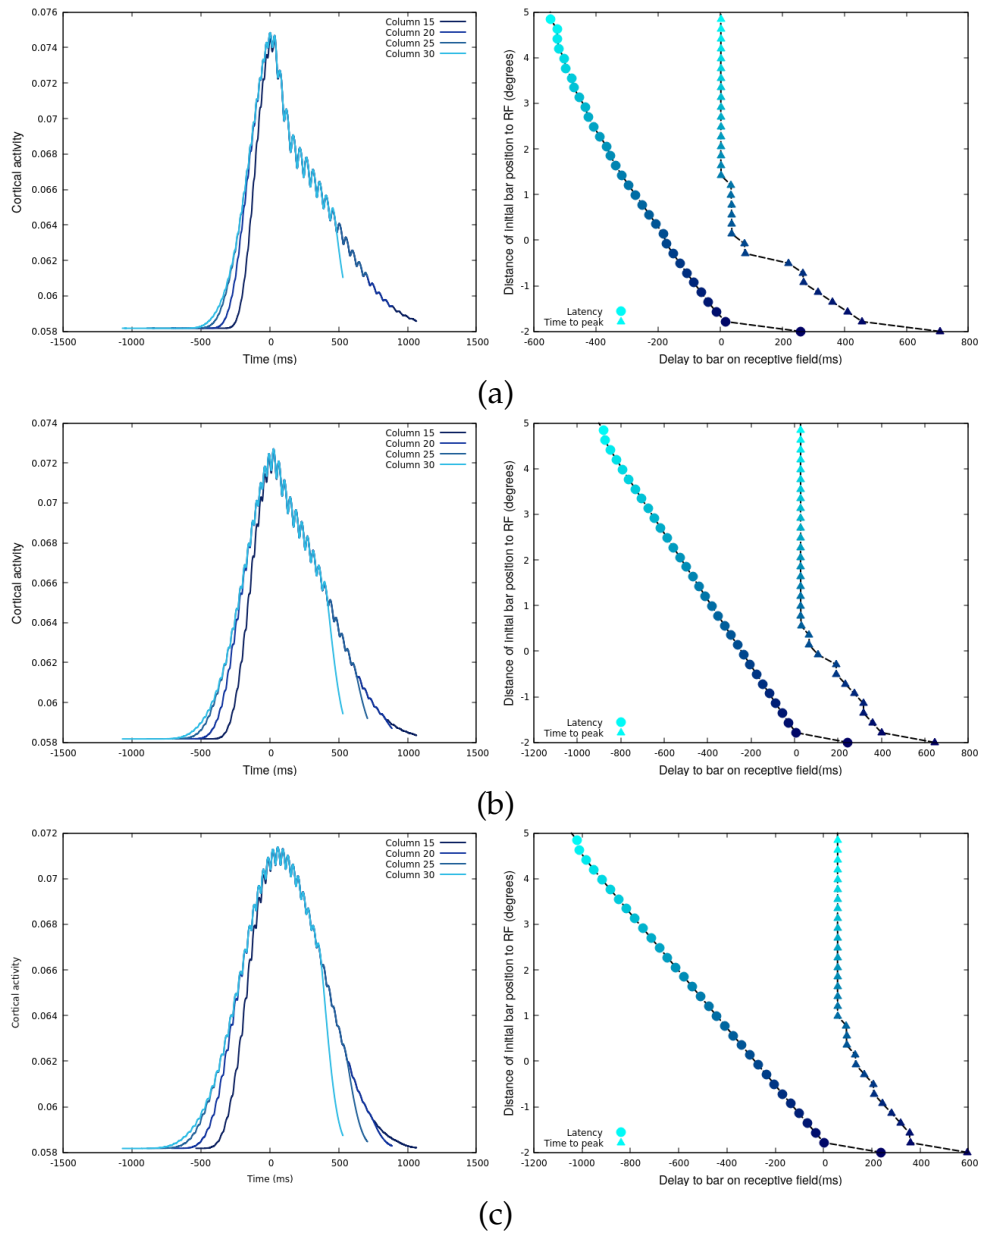 0.076
0.074
0.072
0.07
0.068
0.066
0.064
0.062
0.06
0.058
Cortical activity
Column 15
Column 20
Column 25
Column 30
-1500 -1000 -500 0 500 1000 1500
Time (ms)
5
4
3
2
1
0
-1
-2
Distance of initial bar position to RF (degrees)
Latency
Time to peak
-600 -400 -200 0 200 400 600 800
Delay to bar on receptive field(ms)
(a)
0.074
0.072
0.07
0.068
0.066
0.064
0.062
0.06
0.058
Cortical activity
Column 15
Column 20
Column 25
Column 30
-1500 -1000 -500 0 500 1000 1500
Time (ms)
5
4
3
2
1
0
-1
-2
Distance of initial bar position to RF (degrees)
Latency
Time to peak
-1200 -1000 -800 -600 -400 -200 0 200 400 600 800
Delay to bar on receptive field(ms)
(b)
0.072
0.07
0.068
0.066
0.064
0.062
0.06
0.058
Cortical activity
Column 15
Column 20
Column 25
Column 30
-1500 -1000 -500 0 500 1000 1500
Time (ms)
5
4
3
2
1
0
-1
-2
Distance of initial bar position to RF (degrees)
Latency
Time to peak
-1200 -1000 -800 -600 -400 -200 0 200 400 600
Delay to bar on receptive field(ms)
(c)